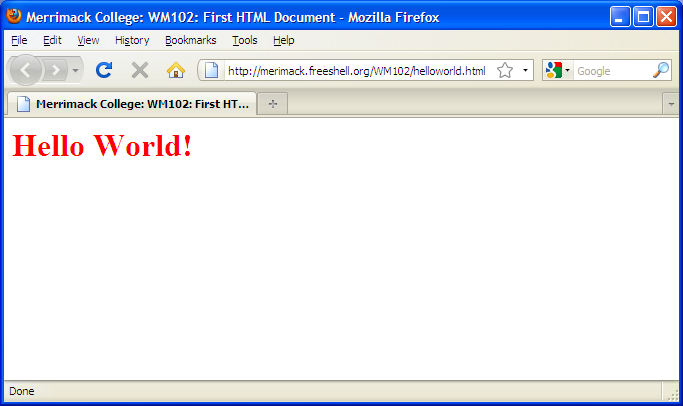 Merrimack College: WM102: First HTML Document - Mozilla Firefox
File Edit View History Bookmarks Tools Help
http://merimack.freeshell.org/WM102/helloworld.html Google
Merrimack College: WM102: First HT...
Hello World!
Done